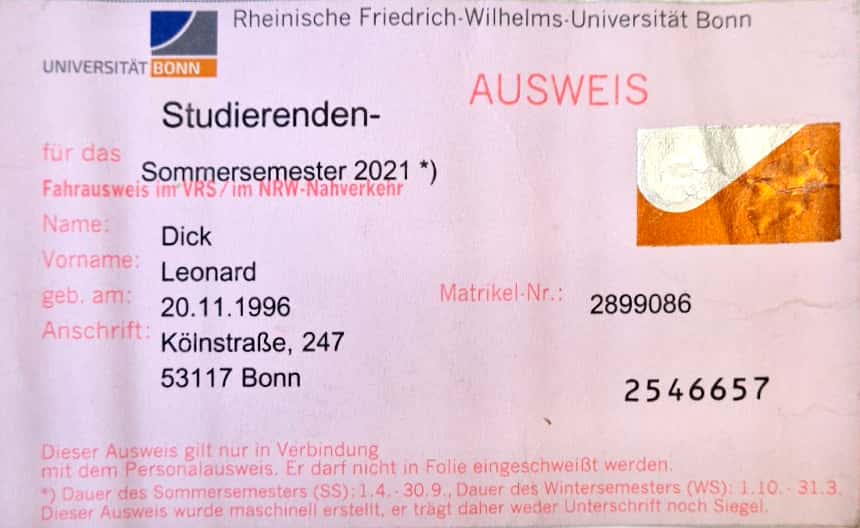 Rheinische Friedrich-Wilhelms-Universität Bonn
UNIVERSITÄT BONN
AUSWEIS
Studierenden-
für das
Sommersemester 2021 *)
Fahrausweis im VRS/im NRW-Nahverkehr
Name: Dick
Vorname: Leonard
geb. am: 20.11.1996
Matrikel-Nr.: 2899086
Anschrift: Kölnstraße, 247
53117 Bonn
2546657
Dieser Ausweis gilt nur in Verbindung
mit dem Personalausweis. Er darf nicht in Folie eingeschweißt werden.
*) Dauer des Sommersemesters (SS): 1.4. - 30.9., Dauer des Wintersemesters (WS): 1.10. - 31.3.
Dieser Ausweis wurde maschinell erstellt, er trägt daher weder Unterschrift noch Siegel.